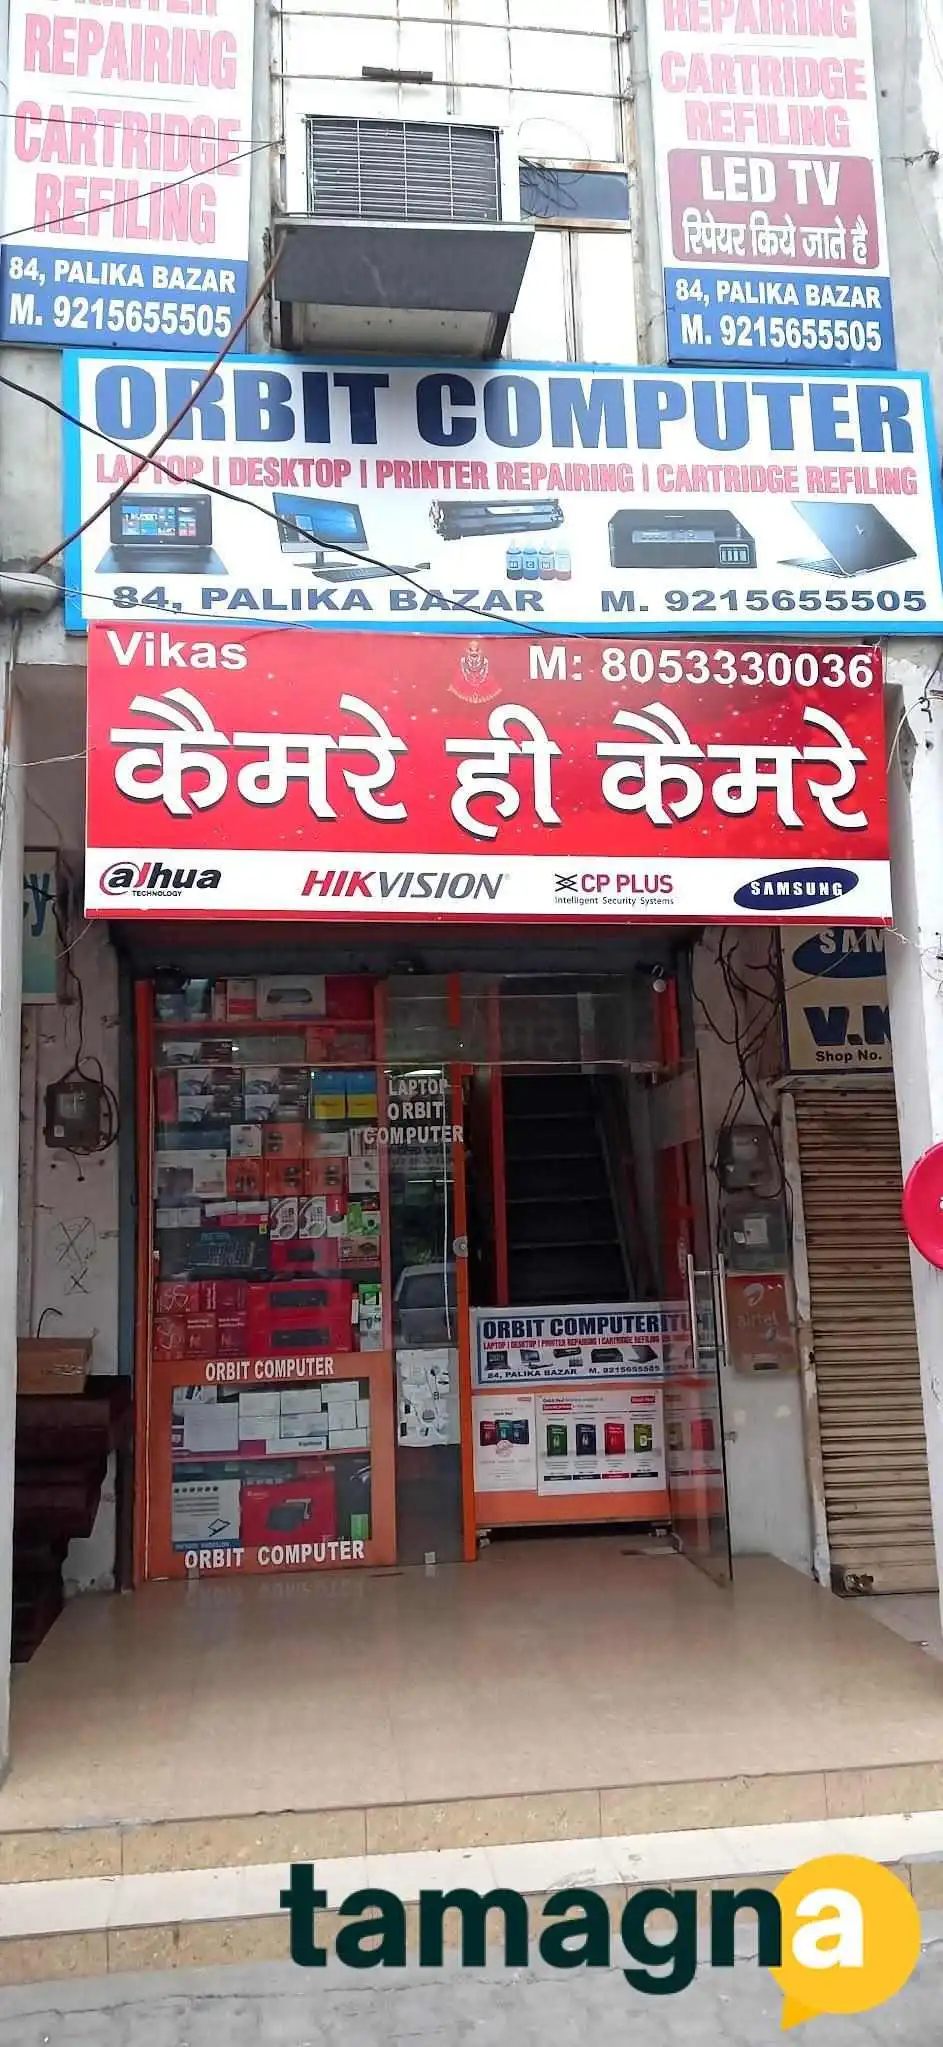 PRINTER
REPAIRING
CARTRIDGE
REFILING
84, PALIKA BAZAR
M. 9215655505
REPAIRING
CARTRIDGE
REFILING
LED TV
रिपेयर किये जाते है
84, PALIKA BAZAR
M. 9215655505
ORBIT COMPUTER
LAPTOP | DESKTOP | PRINTER REPAIRING | CARTRIDGE REFILING
84, PALIKA BAZAR M. 9215655505
Vikas M: 8053330036
कैमरे ही कैमरे
alhua
TECHNOLOGY
HIKVISION
CP PLUS
Intelligent Security Systems
SAMSUNG
SAM
V.
Shop No.
LAPTOP
ORBIT
COMPUTER
airtel
ORBIT COMPUTER
LAPTOP | DESKTOP | PRINTER REPAIRING | CARTRIDGE REFILING
84, PALIKA BAZAR M. 9215655505
ORBIT COMPUTER
ORBIT COMPUTER
tamagna